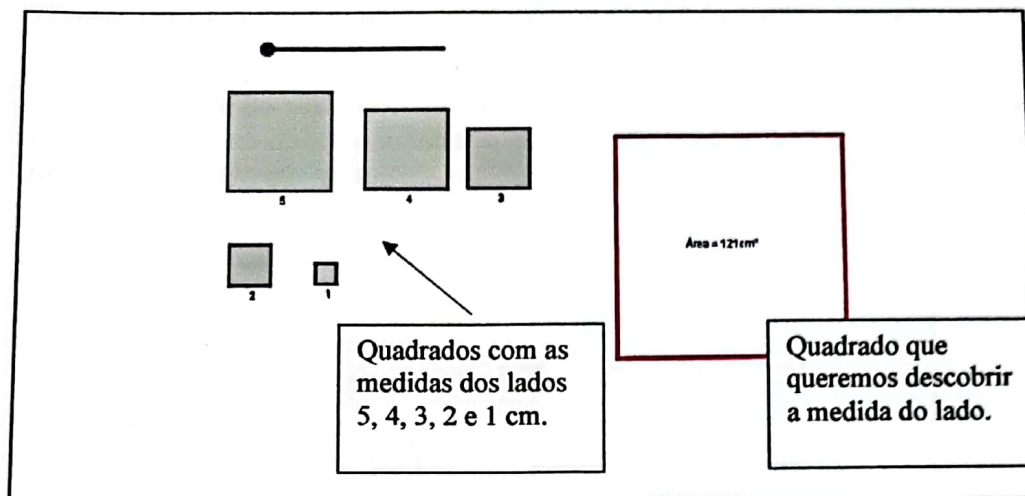 5
4
3
2
1
Área = 121cm²
Quadrados com as
medidas dos lados
5, 4, 3, 2 e 1 cm.
Quadrado que
queremos descobrir
a medida do lado.